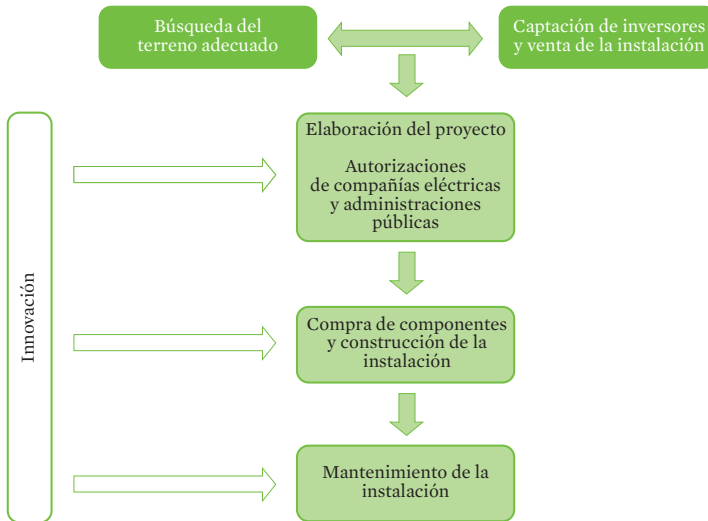 Búsqueda del
terreno adecuado
Captación de inversores
y venta de la instalación
Elaboración del proyecto
Autorizaciones
de compañías eléctricas
y administraciones
públicas
Innovación
Compra de componentes
y construcción de la
instalación
Mantenimiento de la
instalación